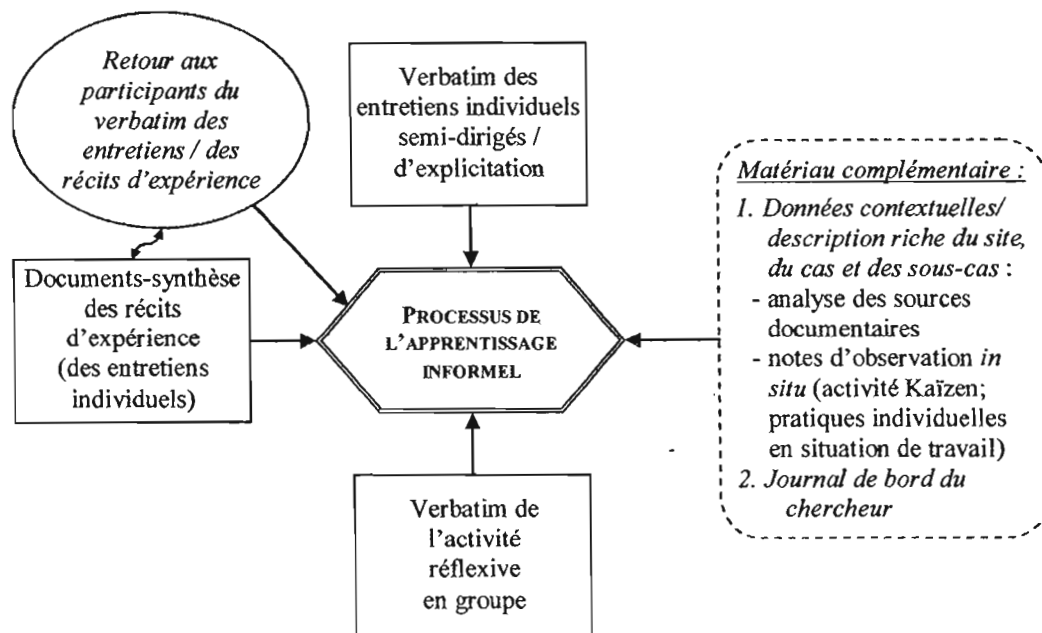 Retour aux
participants du
verbatim des
entretiens / des
récits d'expérience
Verbatim des
entretiens individuels
semi-dirigés /
d'explicitation
Documents-synthèse
des récits
d'expérience
(des entretiens
individuels)
PROCESSUS DE
L'APPRENTISSAGE
INFORMEL
Matériau complémentaire :
1. Données contextuelles/
description riche du site,
du cas et des sous-cas :
- analyse des sources
documentaires
- notes d'observation in
situ (activité Kaïzen;
pratiques individuelles
en situation de travail)
2. Journal de bord du
chercheur
Verbatim de
l'activité
réflexive
en groupe